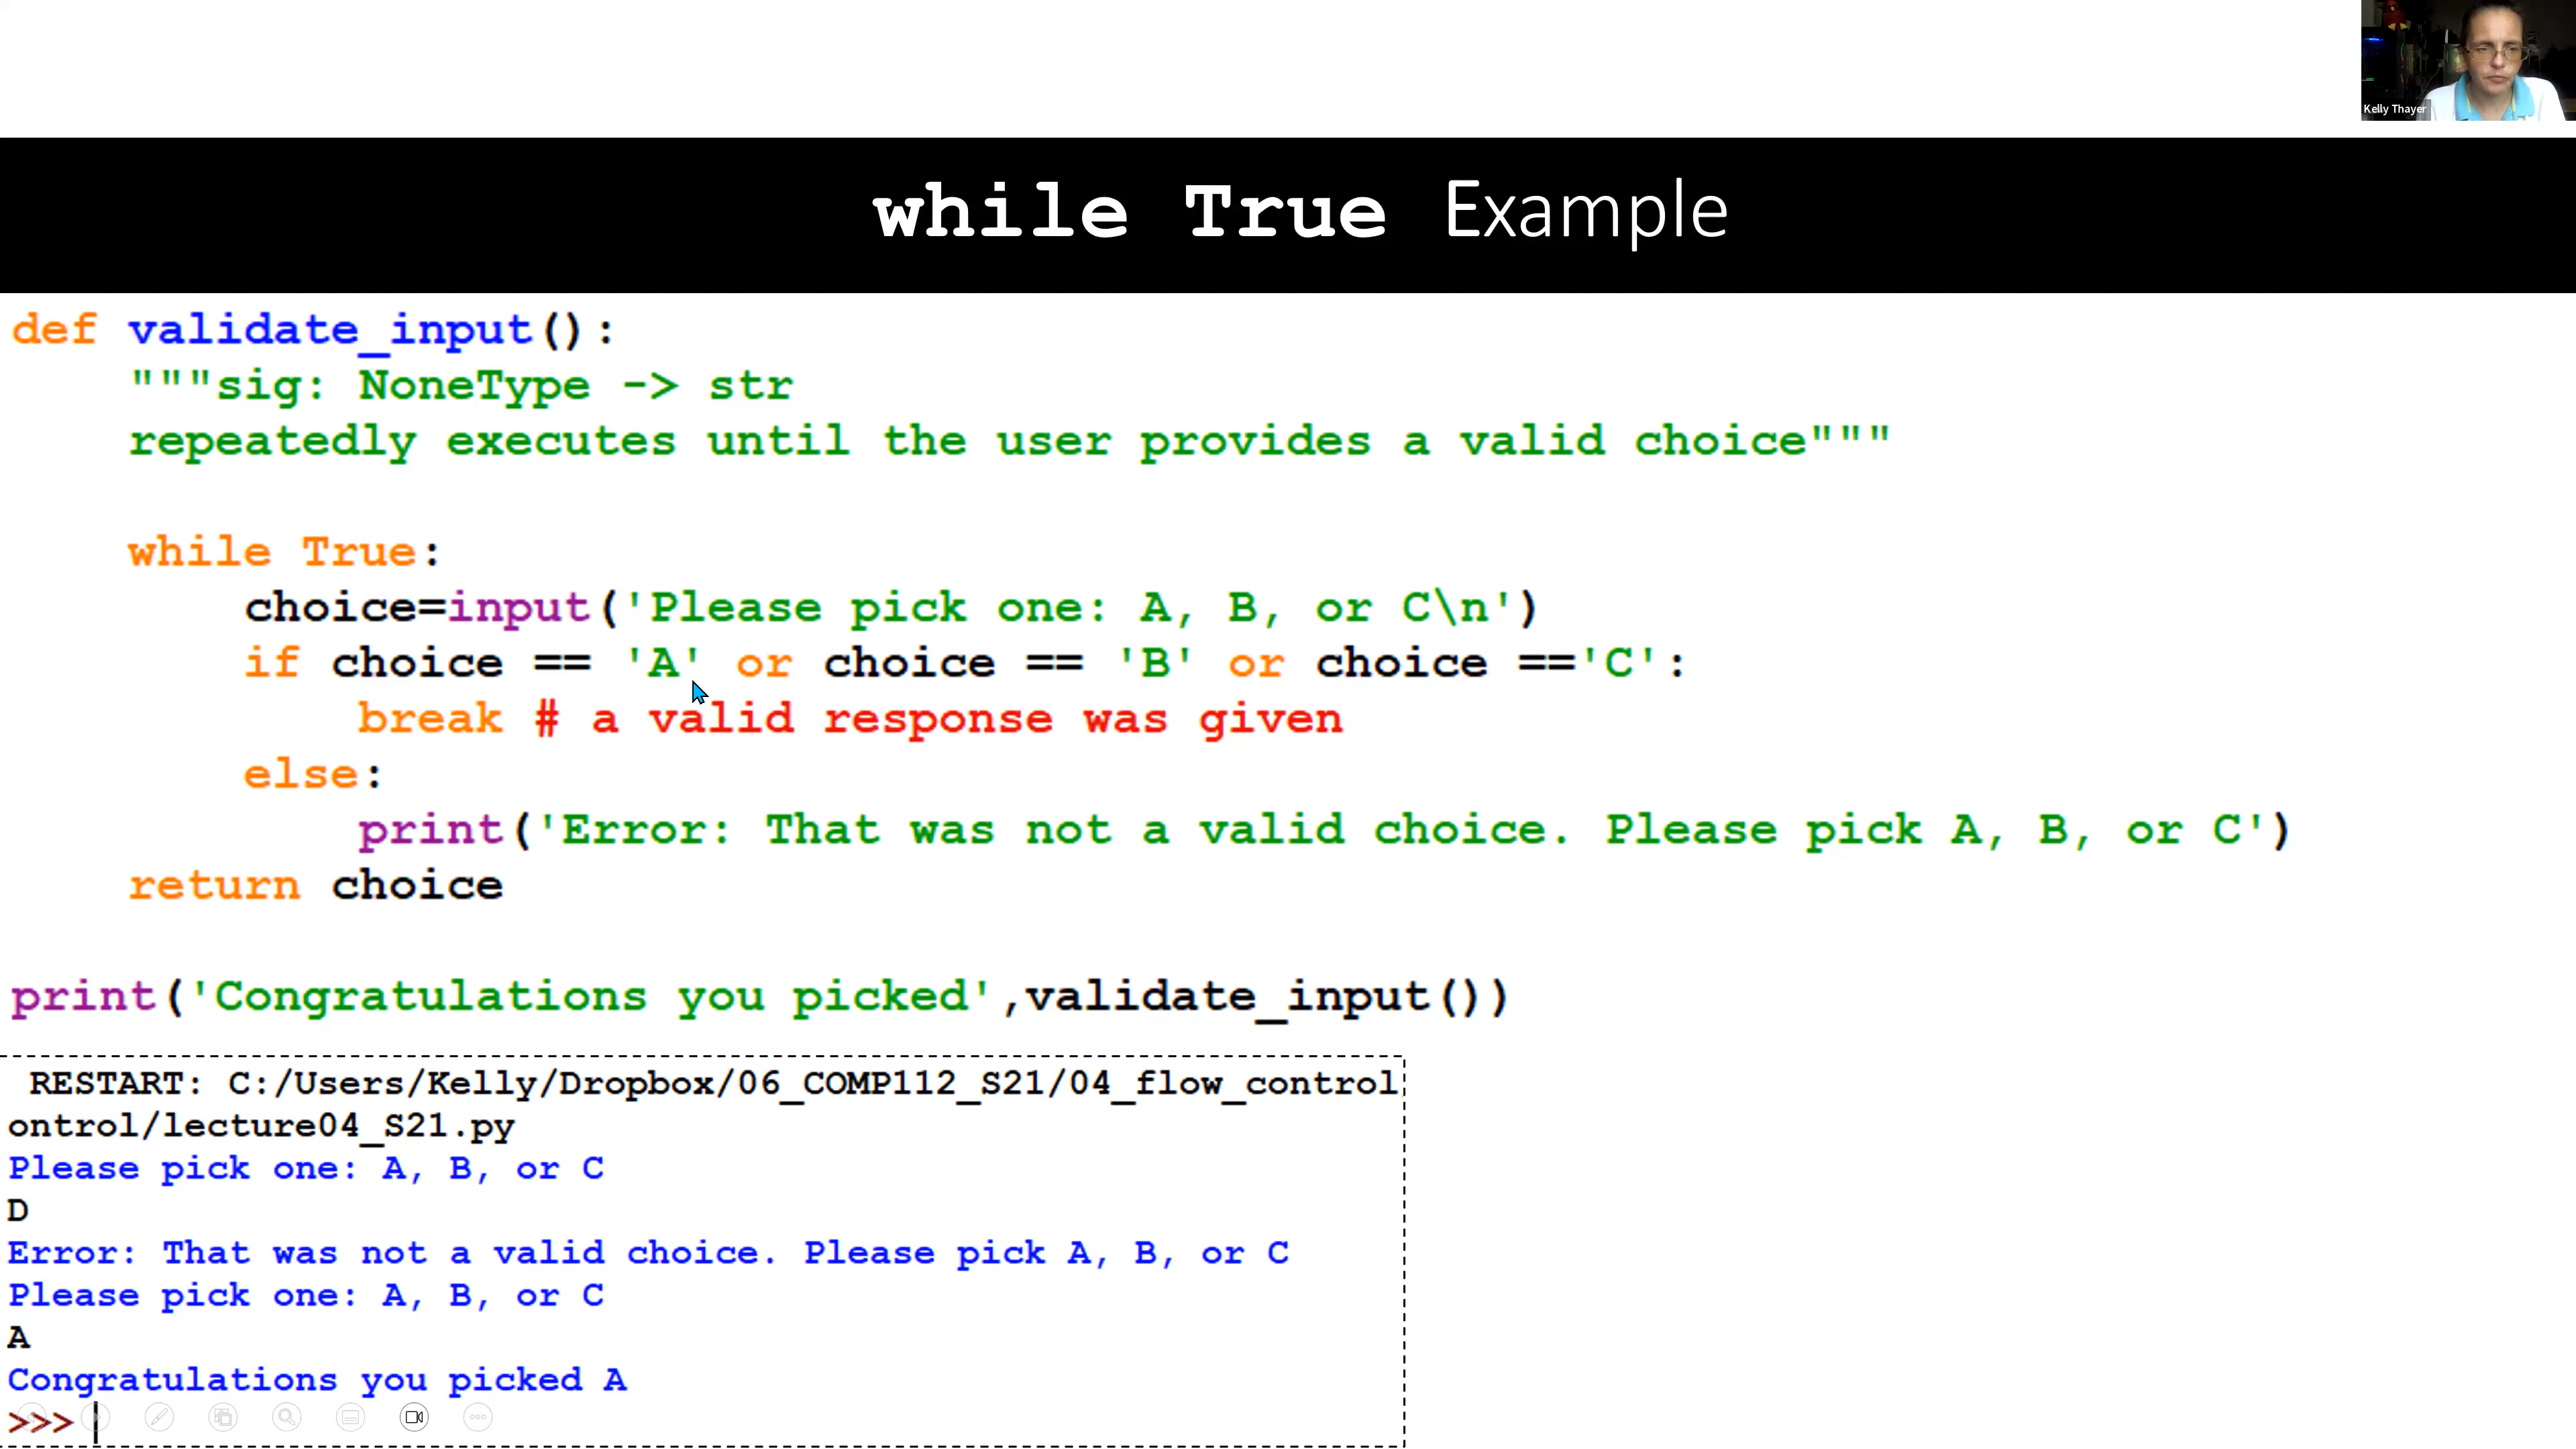 Kelly Thayer
while True Example
def validate_input():
    """sig: NoneType -> str
    repeatedly executes until the user provides a valid choice"""
    while True:
        choice=input('Please pick one: A, B, or C\n')
        if choice == 'A' or choice == 'B' or choice =='C':
            break # a valid response was given
        else:
            print('Error: That was not a valid choice. Please pick A, B, or C')
    return choice
print('Congratulations you picked',validate_input())
RESTART: C:/Users/Kelly/Dropbox/06_COMP112_S21/04_flow_control
ontrol/lecture04_S21.py
Please pick one: A, B, or C
D
Error: That was not a valid choice. Please pick A, B, or C
Please pick one: A, B, or C
A
Congratulations you picked A
>>>